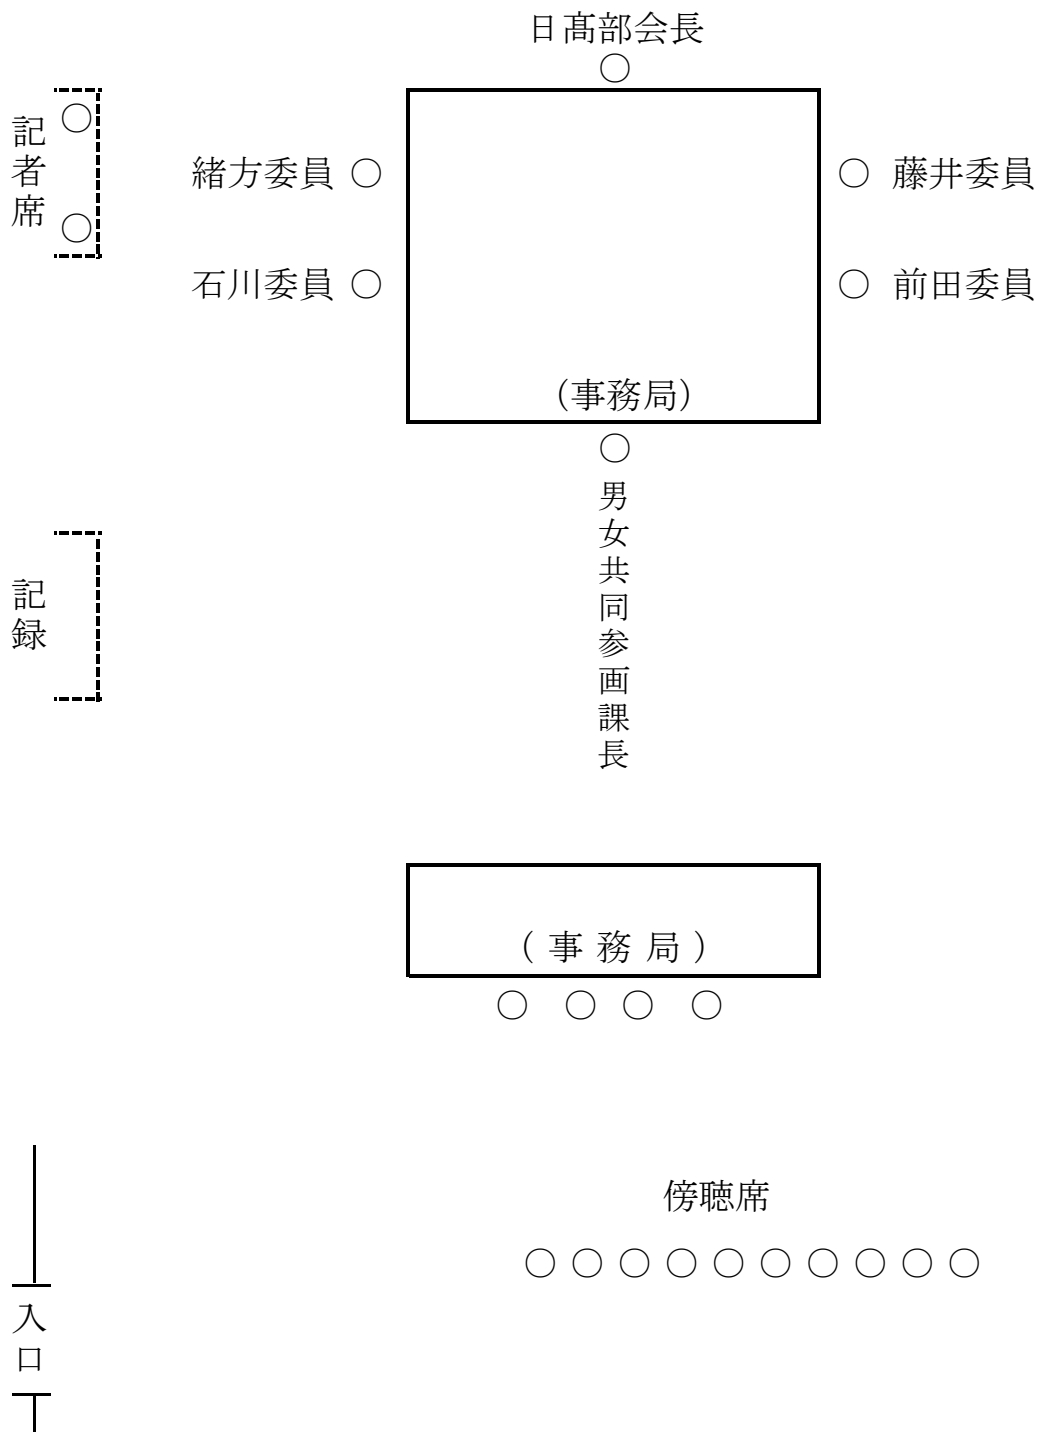 日髙部会長
○
記者席
○
○
緒方委員 ○
○ 藤井委員
石川委員 ○
○ 前田委員
（事務局）
○
男女共同参画課長
記録
（事務局）
○ ○ ○ ○
傍聴席
○○○○○○○○○○
入口